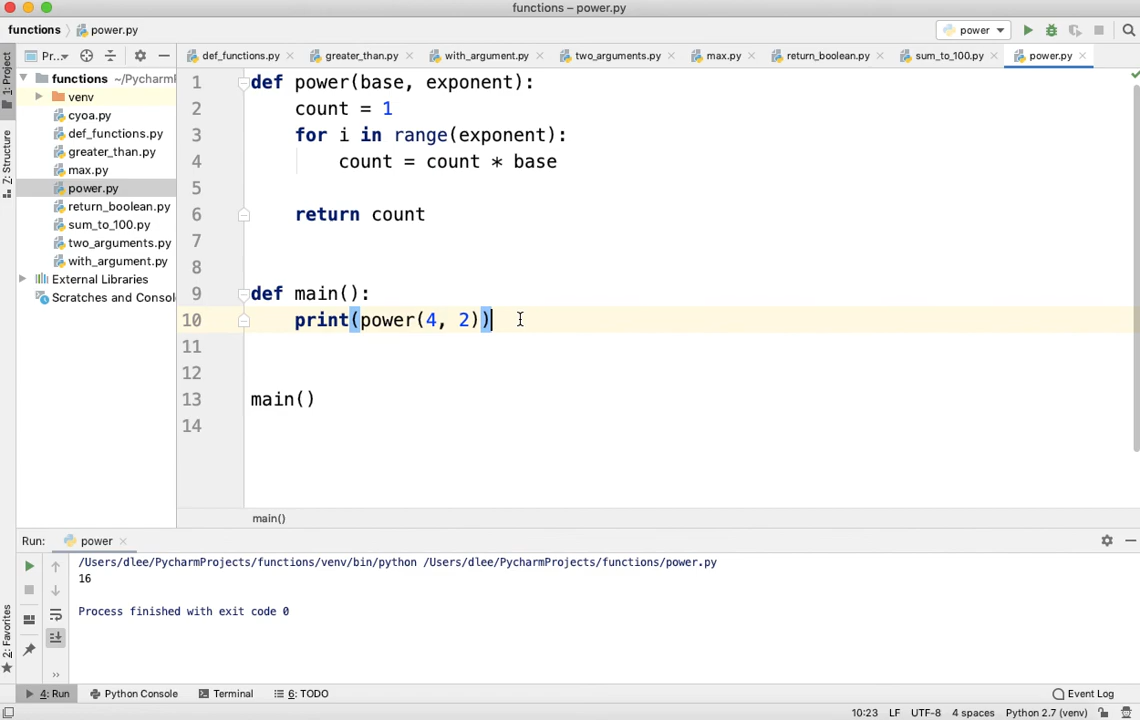 functions – power.py
functions power.py power
Pr... def_functions.py greater_than.py with_argument.py two_arguments.py max.py return_boolean.py sum_to_100.py power.py
1: Project
Z: Structure
2: Favorites
functions ~/Pycharm
venv
cyoa.py
def_functions.py
greater_than.py
max.py
power.py
return_boolean.py
sum_to_100.py
two_arguments.py
with_argument.py
External Libraries
Scratches and Consol
1 def power(base, exponent):
2 count = 1
3 for i in range(exponent):
4 count = count * base
5
6 return count
7
8
9 def main():
10 print(power(4, 2))
11
12
13 main()
14
main()
Run: power
/Users/dlee/PycharmProjects/functions/venv/bin/python /Users/dlee/PycharmProjects/functions/power.py
16
Process finished with exit code 0
4: Run Python Console Terminal 6: TODO Event Log
10:23 LF UTF-8 4 spaces Python 2.7 (venv)